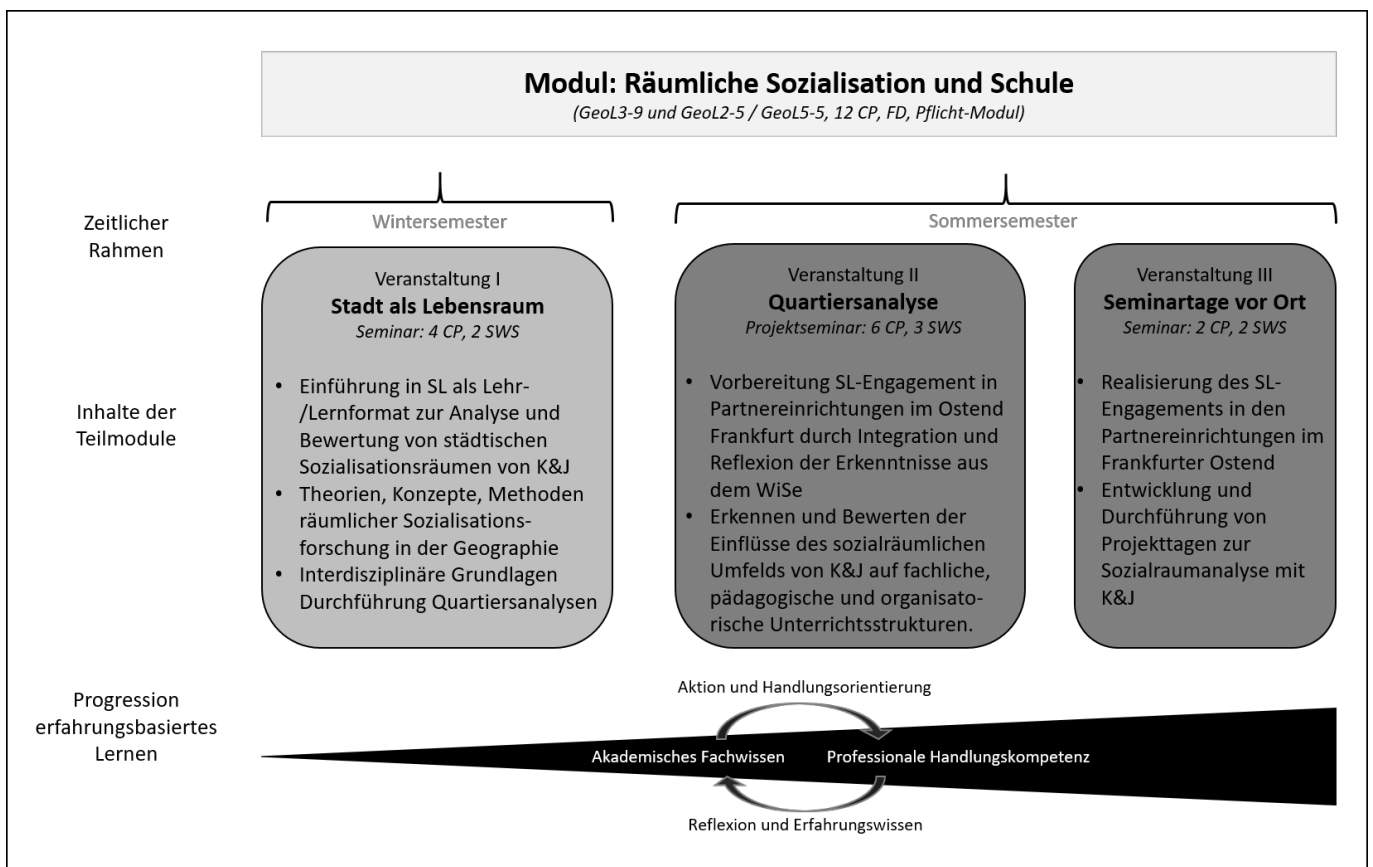 Modul: Räumliche Sozialisation und Schule
(GeoL3-9 und GeoL2-5 / GeoL5-5, 12 CP, FD, Pflicht-Modul)
Zeitlicher
Rahmen
Wintersemester
Sommersemester
Inhalte der
Teilmodule
Veranstaltung I
Stadt als Lebensraum
Seminar: 4 CP, 2 SWS
• Einführung in SL als Lehr-
/Lernformat zur Analyse und
Bewertung von städtischen
Sozialisationsräumen von K&J
• Theorien, Konzepte, Methoden
räumlicher Sozialisations-
forschung in der Geographie
• Interdisziplinäre Grundlagen
Durchführung Quartiersanalysen
Veranstaltung II
Quartiersanalyse
Projektseminar: 6 CP, 3 SWS
• Vorbereitung SL-Engagement in
Partnereinrichtungen im Ostend
Frankfurt durch Integration und
Reflexion der Erkenntnisse aus
dem WiSe
• Erkennen und Bewerten der
Einflüsse des sozialräumlichen
Umfelds von K&J auf fachliche,
pädagogische und organisato-
rische Unterrichtsstrukturen.
Veranstaltung III
Seminartage vor Ort
Seminar: 2 CP, 2 SWS
• Realisierung des SL-
Engagements in den
Partnereinrichtungen im
Frankfurter Ostend
• Entwicklung und
Durchführung von
Projekttagen zur
Sozialraumanalyse mit
K&J
Progression
erfahrungsbasiertes
Lernen
Aktion und Handlungsorientierung
Akademisches Fachwissen
Professionale Handlungskompetenz
Reflexion und Erfahrungswissen